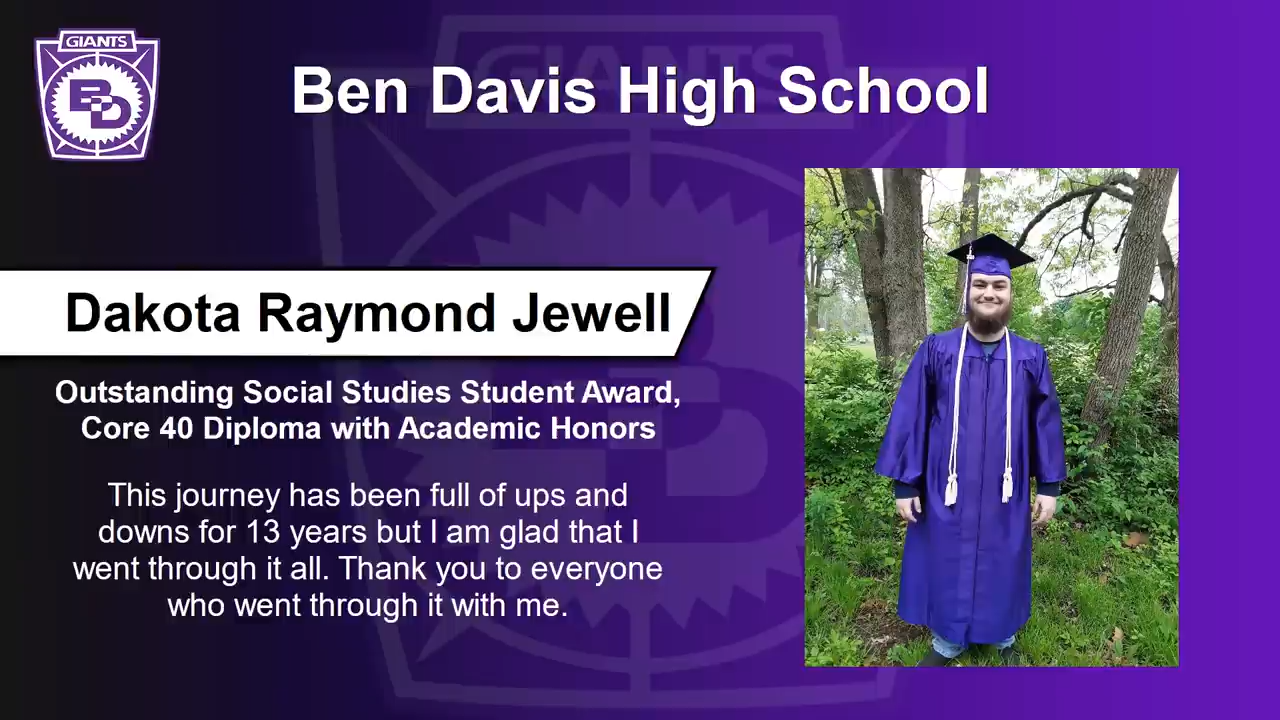 GIANTS
BD
GIANTS
Ben Davis High School
Dakota Raymond Jewell
Outstanding Social Studies Student Award,
Core 40 Diploma with Academic Honors
This journey has been full of ups and
downs for 13 years but I am glad that I
went through it all. Thank you to everyone
who went through it with me.